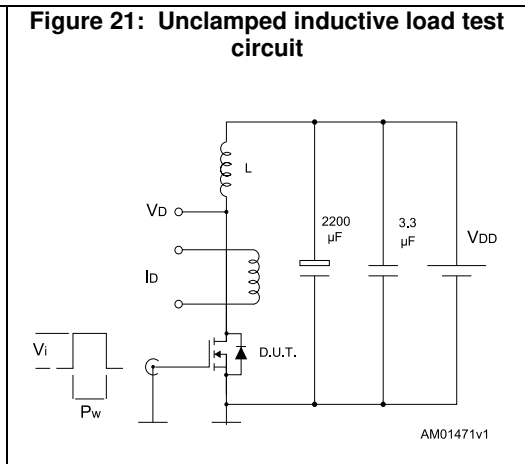 Figure 21: Unclamped inductive load test
circuit
L
VD
2200
µF
3.3
µF
VDD
ID
Vi
D.U.T.
Pw
AM01471v1